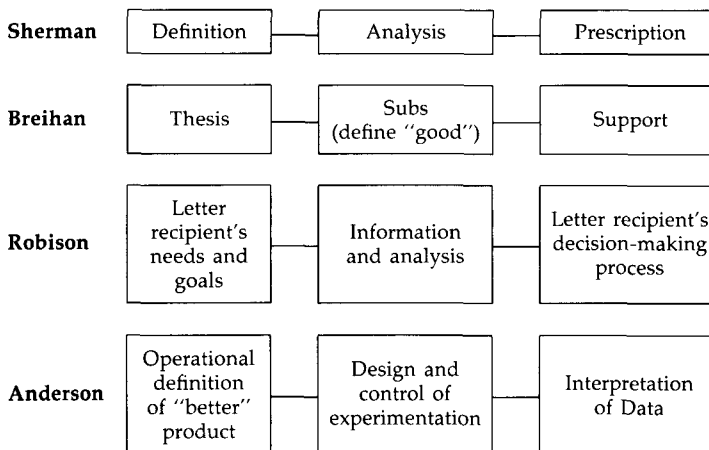 Sherman
Definition
Analysis
Prescription
Breihan
Thesis
Subs
(define "good")
Support
Robison
Letter
recipient's
needs and
goals
Information
and analysis
Letter recipient's
decision-making
process
Anderson
Operational
definition
of "better"
product
Design and
control of
experimentation
Interpretation
of Data